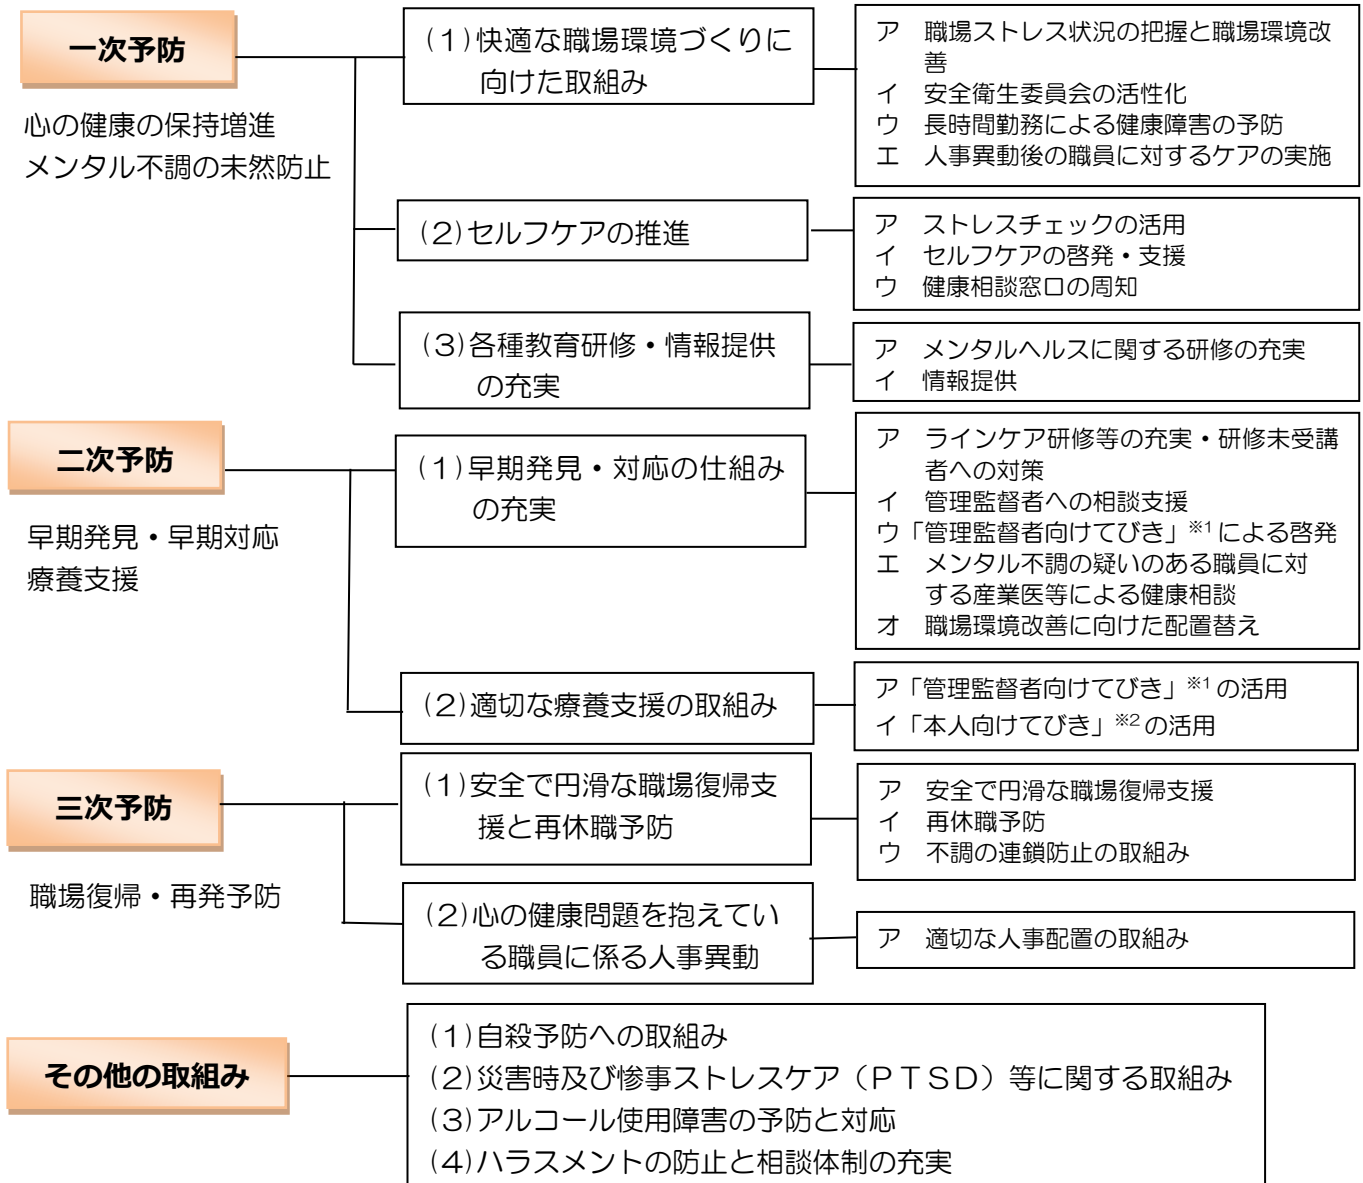 一次予防
心の健康の保持増進
メンタル不調の未然防止
(1)快適な職場環境づくりに
向けた取組み
ア 職場ストレス状況の把握と職場環境改
善
イ 安全衛生委員会の活性化
ウ 長時間勤務による健康障害の予防
エ 人事異動後の職員に対するケアの実施
(2)セルフケアの推進
ア ストレスチェックの活用
イ セルフケアの啓発・支援
ウ 健康相談窓口の周知
(3)各種教育研修・情報提供
の充実
ア メンタルヘルスに関する研修の充実
イ 情報提供
二次予防
早期発見・早期対応
療養支援
(1)早期発見・対応の仕組み
の充実
ア ラインケア研修等の充実・研修未受講
者への対策
イ 管理監督者への相談支援
ウ「管理監督者向けてびき」※1による啓発
エ メンタル不調の疑いのある職員に対
する産業医等による健康相談
オ 職場環境改善に向けた配置替え
(2)適切な療養支援の取組み
ア「管理監督者向けてびき」※1の活用
イ「本人向けてびき」※2の活用
三次予防
職場復帰・再発予防
(1)安全で円滑な職場復帰支
援と再休職予防
ア 安全で円滑な職場復帰支援
イ 再休職予防
ウ 不調の連鎖防止の取組み
(2)心の健康問題を抱えてい
る職員に係る人事異動
ア 適切な人事配置の取組み
その他の取組み
(1)自殺予防への取組み
(2)災害時及び惨事ストレスケア（ＰＴＳＤ）等に関する取組み
(3)アルコール使用障害の予防と対応
(4)ハラスメントの防止と相談体制の充実